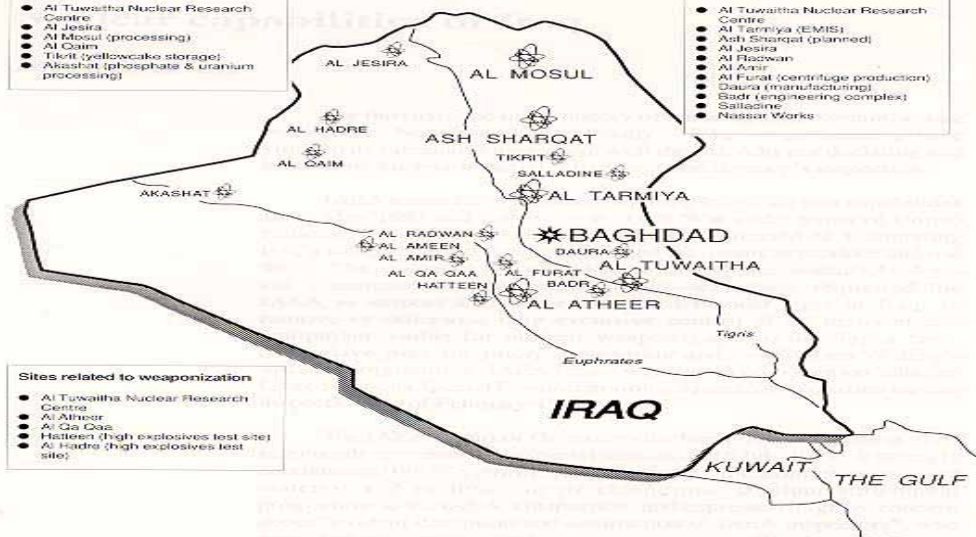 ● Al Tuwaitha Nuclear Research
Centre
● Al Jesira
● Al Mosul (processing)
● Al Qaim
● Tikrit (yellowcake storage)
● Akashat (phosphate & uranium
processing)
● Al Tuwaitha Nuclear Research
Centre
● Al Tarmiya (EMIS)
● Ash Sharqat (planned)
● Al Jesira
● Al Radwan
● Al Amir
● Al Furat (centrifuge production)
● Daura (manufacturing)
● Badr (engineering complex)
● Salladine
● Nassar Works
AL JESIRA
AL MOSUL
AL HADRE
ASH SHARQAT
AL QAIM
TIKRIT
SALLADINE
AKASHAT
AL TARMIYA
AL RADWAN
BAGHDAD
AL AMEEN
DAURA
AL AMIR
AL TUWAITHA
AL QA QAA
AL FURAT
BADR
HATTEEN
AL ATHEER
Tigris
Euphrates
Sites related to weaponization
● Al Tuwaitha Nuclear Research
Centre
● Al Atheer
● Al Qa Qaa
● Hatteen (high explosives test site)
● Al Hadre (high explosives test
site)
IRAQ
KUWAIT
THE GULF